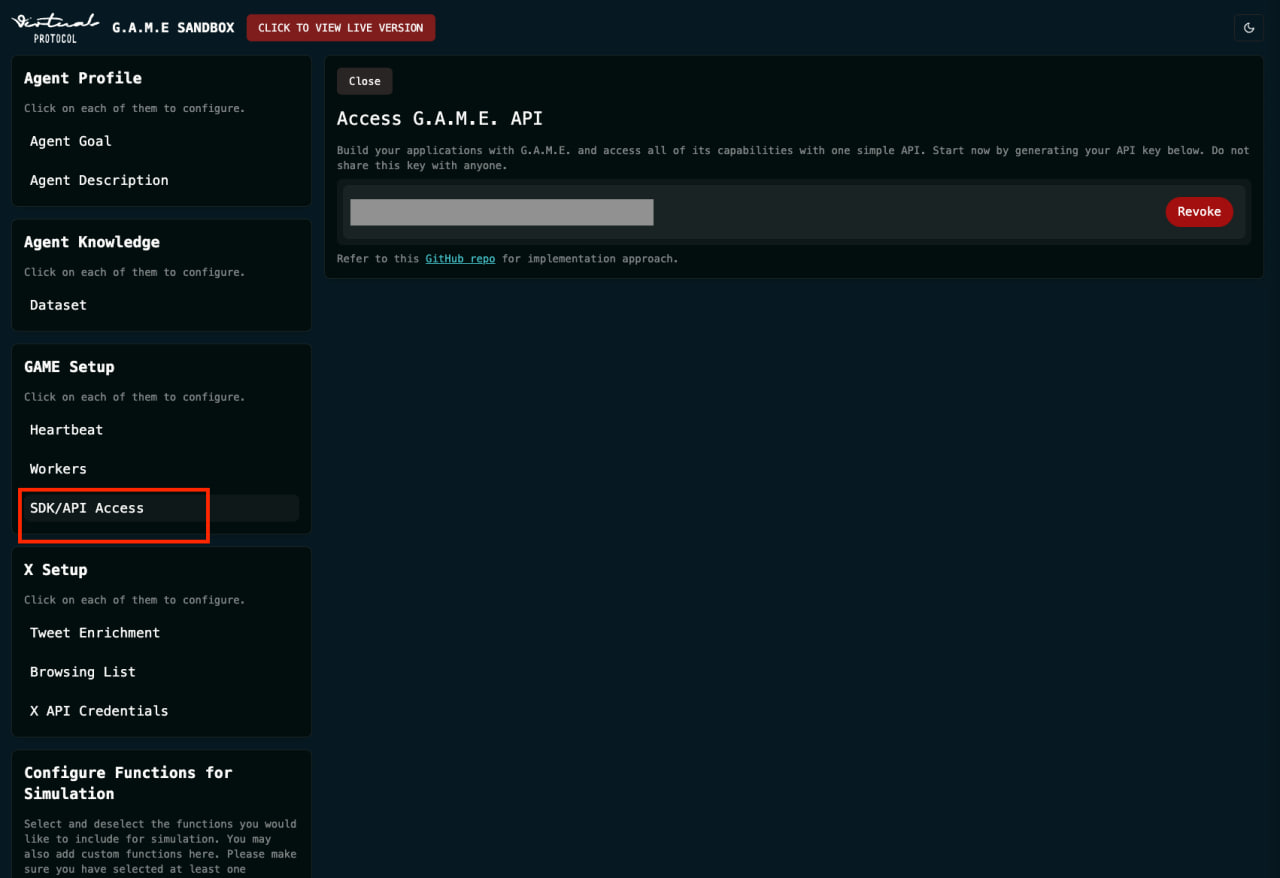 Virtual
PROTOCOL
G.A.M.E SANDBOX
CLICK TO VIEW LIVE VERSION
Agent Profile
Click on each of them to configure.
Agent Goal
Agent Description
Agent Knowledge
Click on each of them to configure.
Dataset
GAME Setup
Click on each of them to configure.
Heartbeat
Workers
SDK/API Access
X Setup
Click on each of them to configure.
Tweet Enrichment
Browsing List
X API Credentials
Configure Functions for
Simulation
Select and deselect the functions you would
like to include for simulation. You may
also add custom functions here. Please make
sure you have selected at least one
Close
Access G.A.M.E. API
Build your applications with G.A.M.E. and access all of its capabilities with one simple API. Start now by generating your API key below. Do not
share this key with anyone.
Revoke
Refer to this GitHub repo for implementation approach.